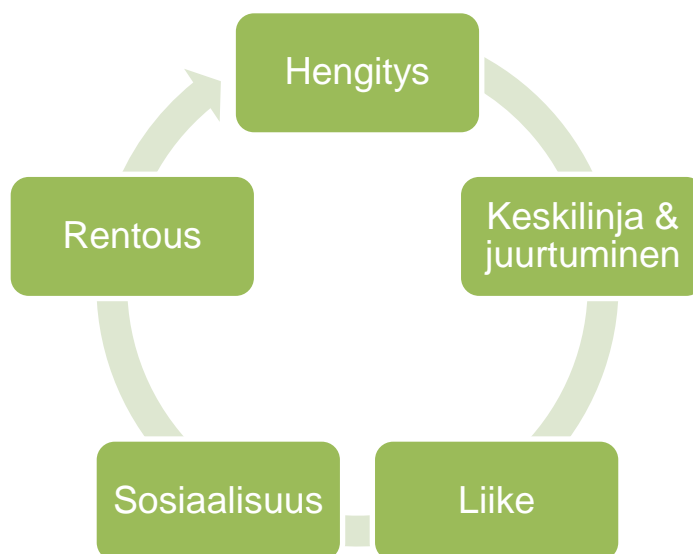 Hengitys
Keskilinja &
juurtuminen
Liike
Sosiaalisuus
Rentous